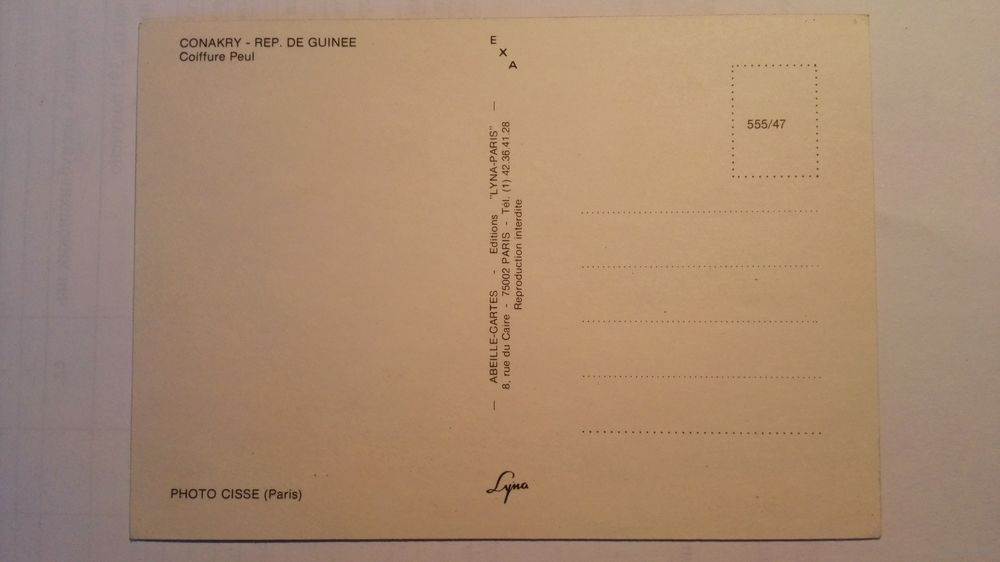 CONAKRY - REP. DE GUINEE
Coiffure Peul
PHOTO CISSE (Paris)
E
X
A
— ABEILLE-CARTES - Editions "LYNA-PARIS" —
8, rue du Caire - 75002 PARIS - Tél. (1) 42.36.41.28
Reproduction interdite
Lyna
555/47